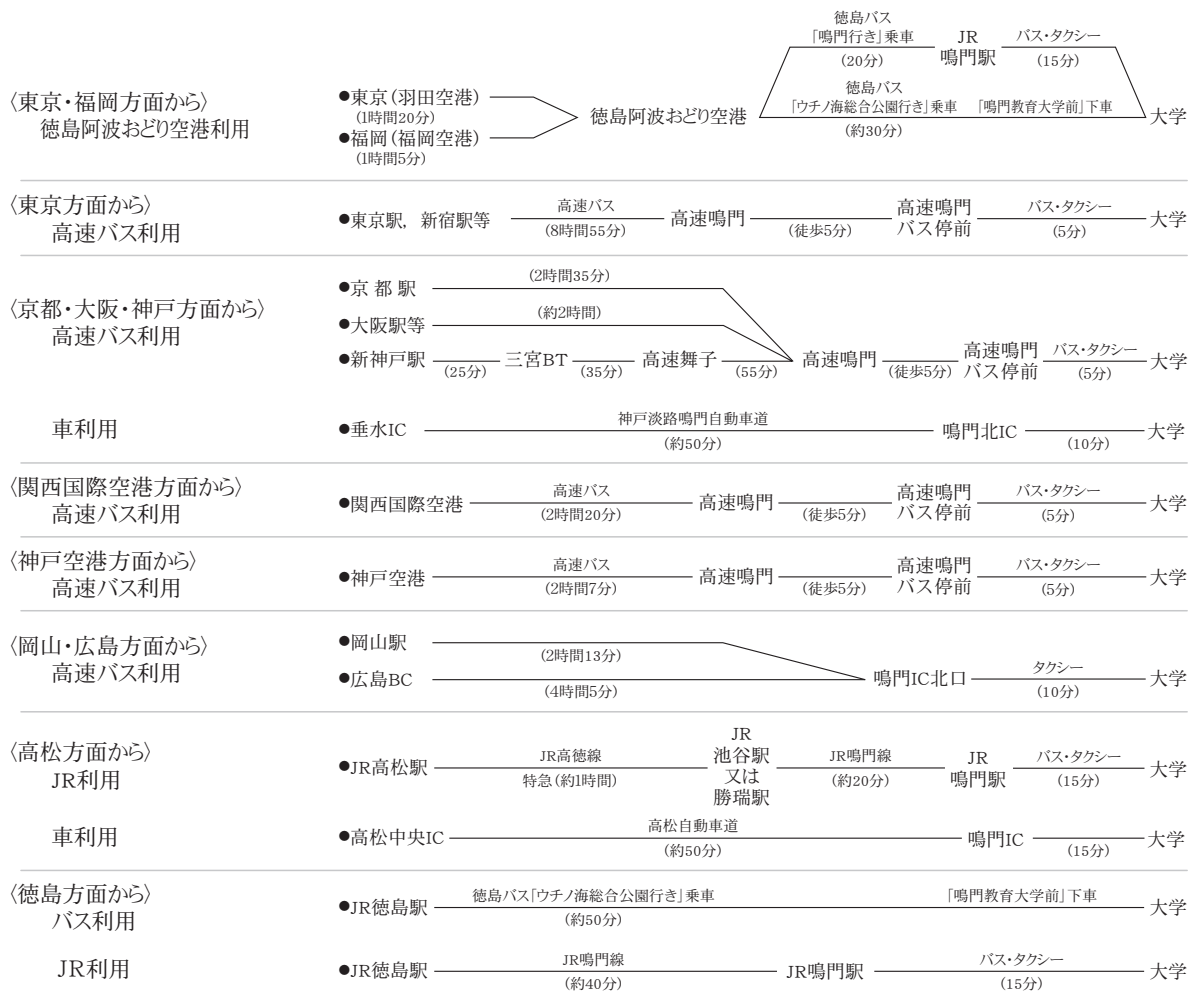 徳島バス
「鳴門行き」乗車
(20分)
JR
鳴門駅
バス・タクシー
(15分)
〈東京・福岡方面から〉
徳島阿波おどり空港利用
●東京(羽田空港)
(1時間20分)
●福岡(福岡空港)
(1時間5分)
徳島阿波おどり空港
徳島バス
「ウチノ海総合公園行き」乗車 「鳴門教育大学前」下車
(約30分)
大学
〈東京方面から〉
高速バス利用
●東京駅，新宿駅等
高速バス
(8時間55分)
高速鳴門
(徒歩5分)
高速鳴門
バス停前
バス・タクシー
(5分)
大学
〈京都・大阪・神戸方面から〉
高速バス利用
●京都駅
(2時間35分)
●大阪駅等
(約2時間)
●新神戸駅
(25分)
三宮BT
(35分)
高速舞子
(55分)
高速鳴門
(徒歩5分)
高速鳴門
バス停前
バス・タクシー
(5分)
大学
車利用
●垂水IC
神戸淡路鳴門自動車道
(約50分)
鳴門北IC
(10分)
大学
〈関西国際空港方面から〉
高速バス利用
●関西国際空港
高速バス
(2時間20分)
高速鳴門
(徒歩5分)
高速鳴門
バス停前
バス・タクシー
(5分)
大学
〈神戸空港方面から〉
高速バス利用
●神戸空港
高速バス
(2時間7分)
高速鳴門
(徒歩5分)
高速鳴門
バス停前
バス・タクシー
(5分)
大学
〈岡山・広島方面から〉
高速バス利用
●岡山駅
(2時間13分)
●広島BC
(4時間5分)
鳴門IC北口
タクシー
(10分)
大学
〈高松方面から〉
JR利用
●JR高松駅
JR高徳線
特急(約1時間)
JR
池谷駅
又は
勝瑞駅
JR鳴門線
(約20分)
JR
鳴門駅
バス・タクシー
(15分)
大学
車利用
●高松中央IC
高松自動車道
(約50分)
鳴門IC
(15分)
大学
〈徳島方面から〉
バス利用
●JR徳島駅
徳島バス「ウチノ海総合公園行き」乗車
(約50分)
「鳴門教育大学前」下車
大学
JR利用
●JR徳島駅
JR鳴門線
(約40分)
JR鳴門駅
バス・タクシー
(15分)
大学